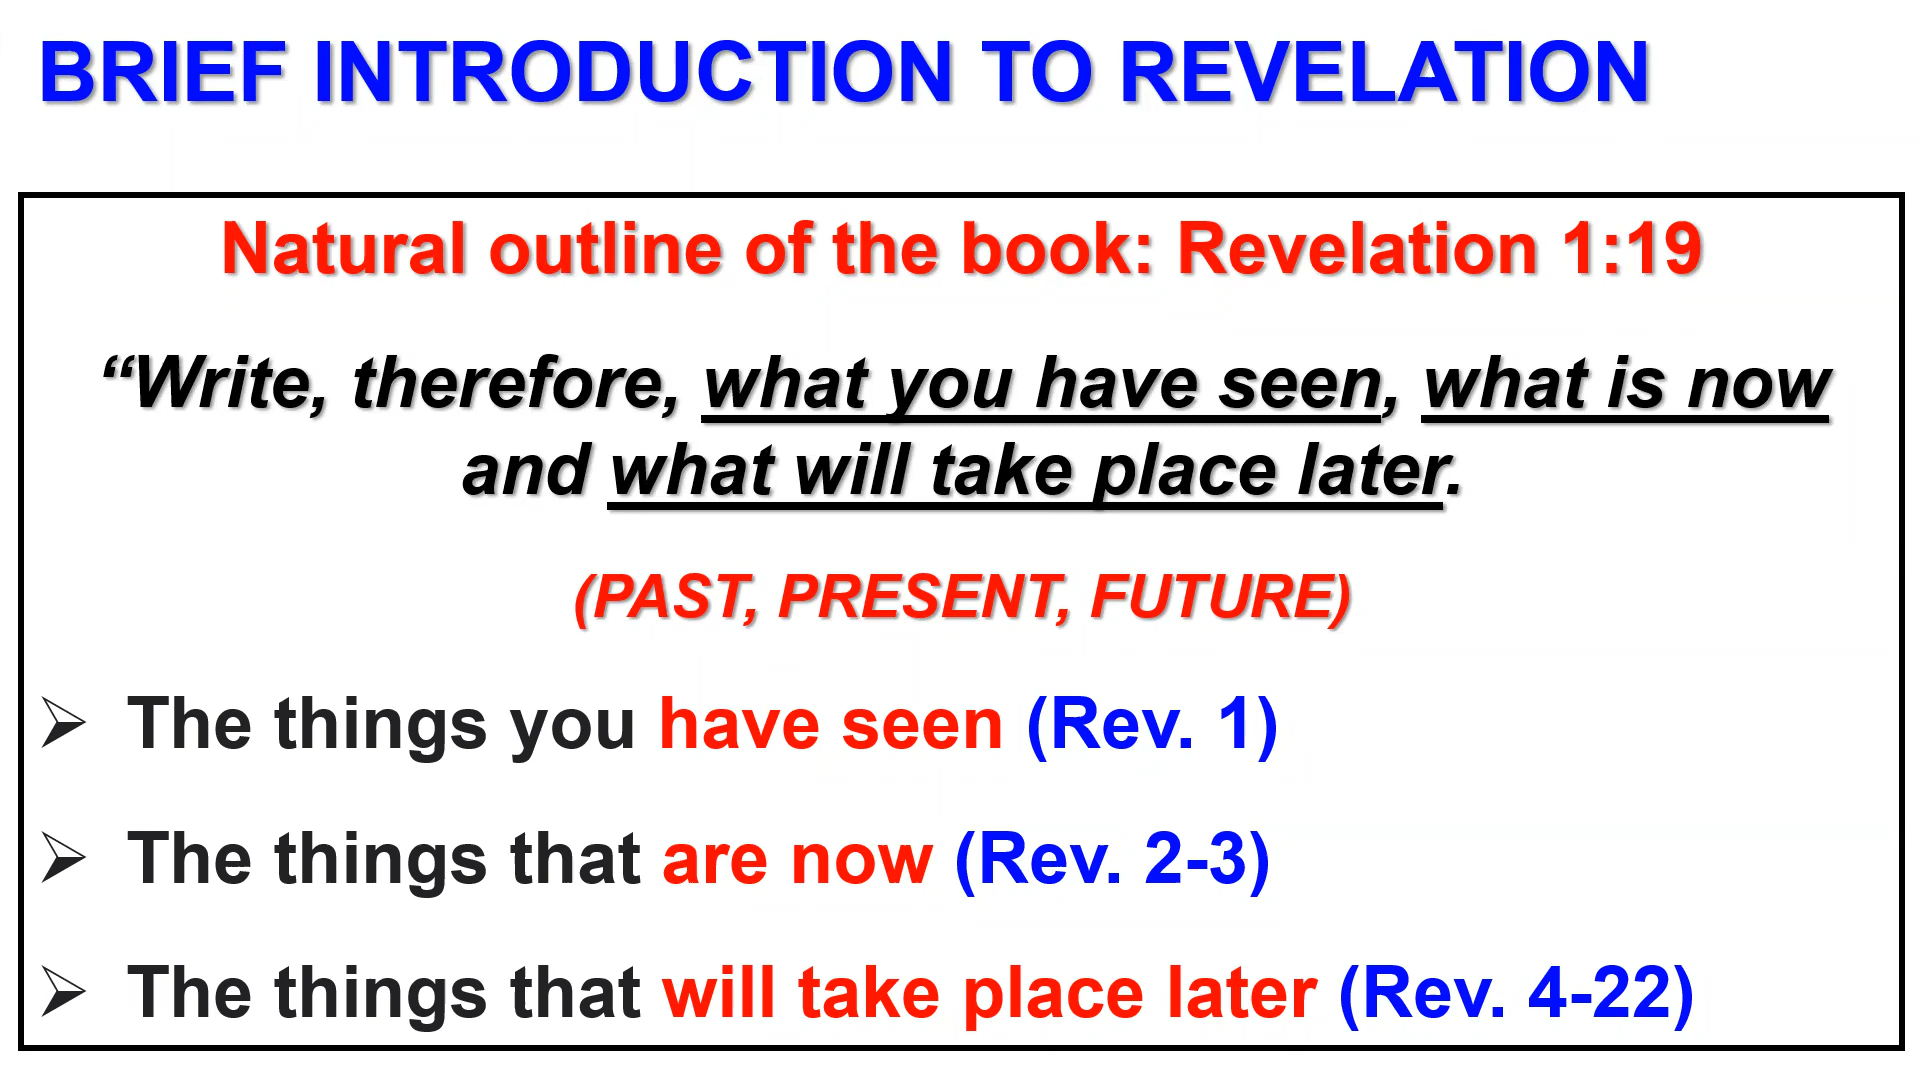 BRIEF INTRODUCTION TO REVELATION
Natural outline of the book: Revelation 1:19
“Write, therefore, what you have seen, what is now
and what will take place later.
(PAST, PRESENT, FUTURE)
➢ The things you have seen (Rev. 1)
➢ The things that are now (Rev. 2-3)
➢ The things that will take place later (Rev. 4-22)